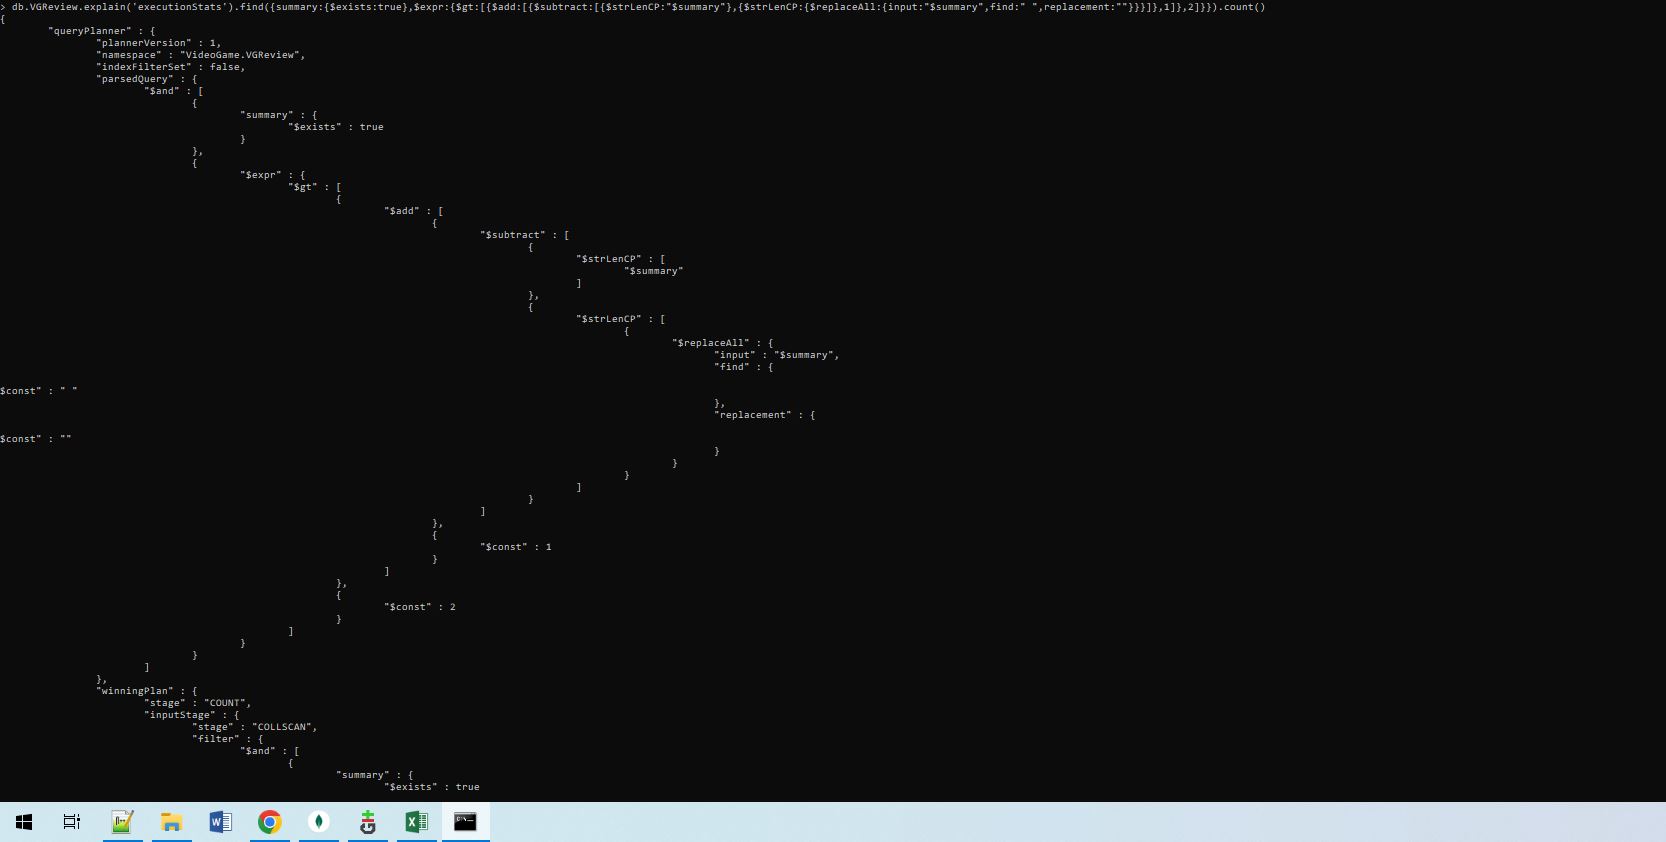 > db.VGReview.explain('executionStats').find({summary:{$exists:true},$expr:{$gt:[{$add:[{$subtract:[{$strLenCP:"$summary"},{$strLenCP:{$replaceAll:{input:"$summary",find:" ",replacement:""}}}]},1]},2]}}).count()
{
"queryPlanner" : {
"plannerVersion" : 1,
"namespace" : "VideoGame.VGReview",
"indexFilterSet" : false,
"parsedQuery" : {
"$and" : [
{
"summary" : {
"$exists" : true
}
},
{
"$expr" : {
"$gt" : [
{
"$add" : [
{
"$subtract" : [
{
"$strLenCP" : [
"$summary"
]
},
{
"$strLenCP" : [
{
"$replaceAll" : {
"input" : "$summary",
"find" : {
$const" : " "
},
"replacement" : {
$const" : ""
}
}
}
]
}
]
},
{
"$const" : 1
}
]
},
{
"$const" : 2
}
]
}
}
]
},
"winningPlan" : {
"stage" : "COUNT",
"inputStage" : {
"stage" : "COLLSCAN",
"filter" : {
"$and" : [
{
"summary" : {
"$exists" : true